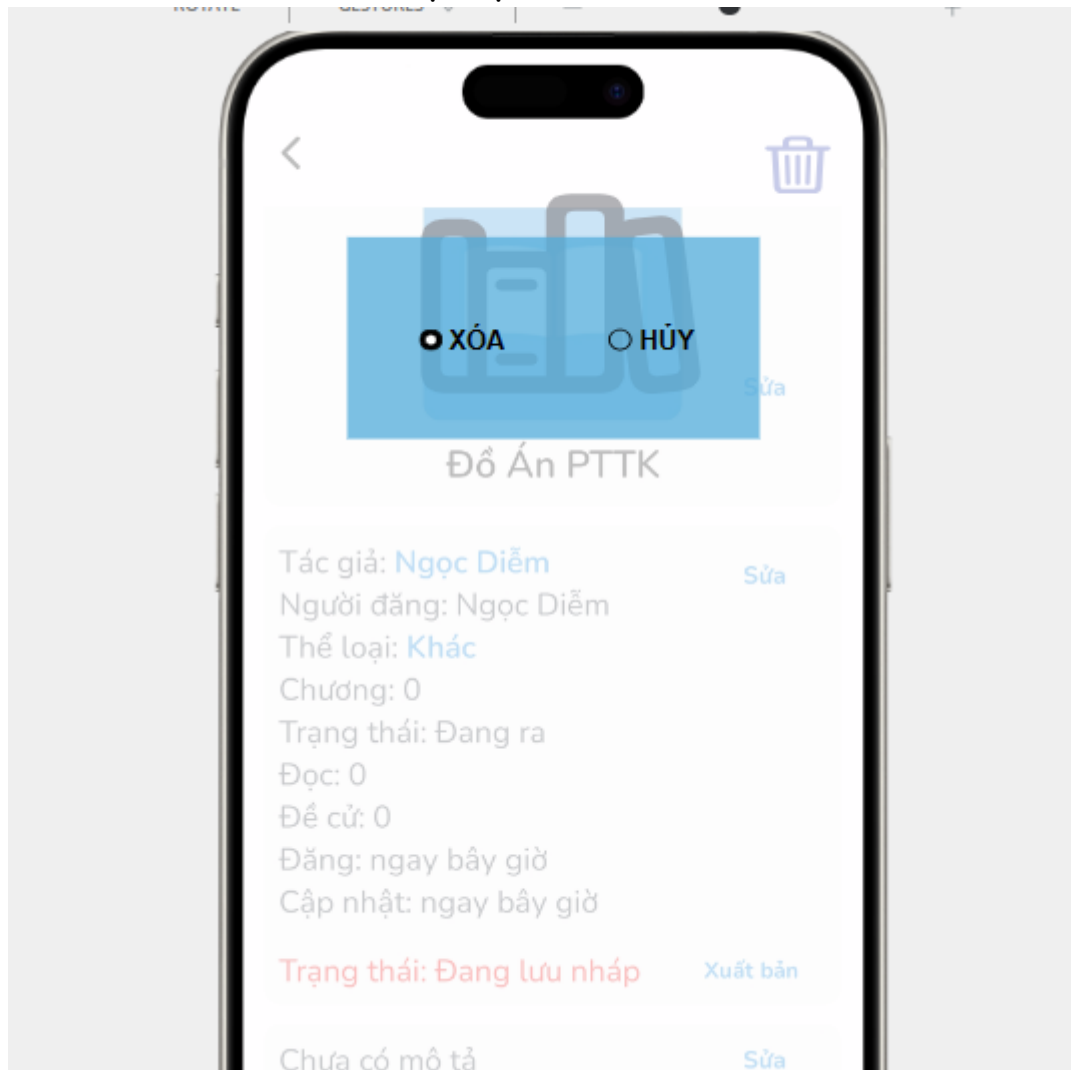 ROTATE GESTURES
XÓA HỦY
Sửa
Đồ Án PTTK
Tác giả: Ngọc Diễm Sửa
Người đăng: Ngọc Diễm
Thể loại: Khác
Chương: 0
Trạng thái: Đang ra
Đọc: 0
Đề cử: 0
Đăng: ngay bây giờ
Cập nhật: ngay bây giờ
Trạng thái: Đang lưu nháp Xuất bản
Chưa có mô tả Sửa